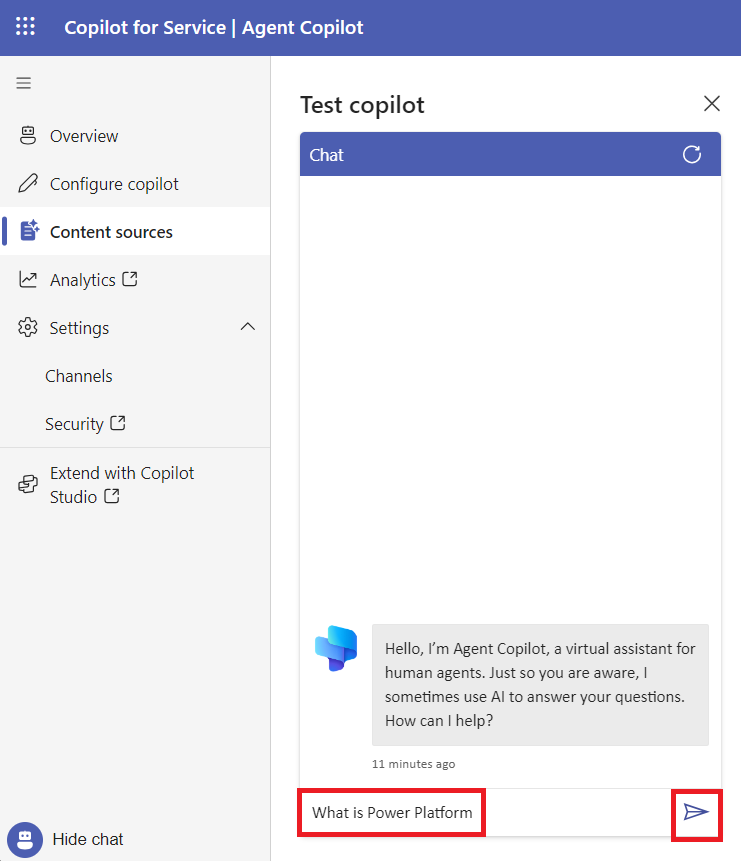 Copilot for Service | Agent Copilot
Overview
Configure copilot
Content sources
Analytics
Settings
Channels
Security
Extend with Copilot
Studio
Hide chat
Test copilot
Chat
Hello, I’m Agent Copilot, a virtual assistant for
human agents. Just so you are aware, I
sometimes use AI to answer your questions.
How can I help?
11 minutes ago
What is Power Platform